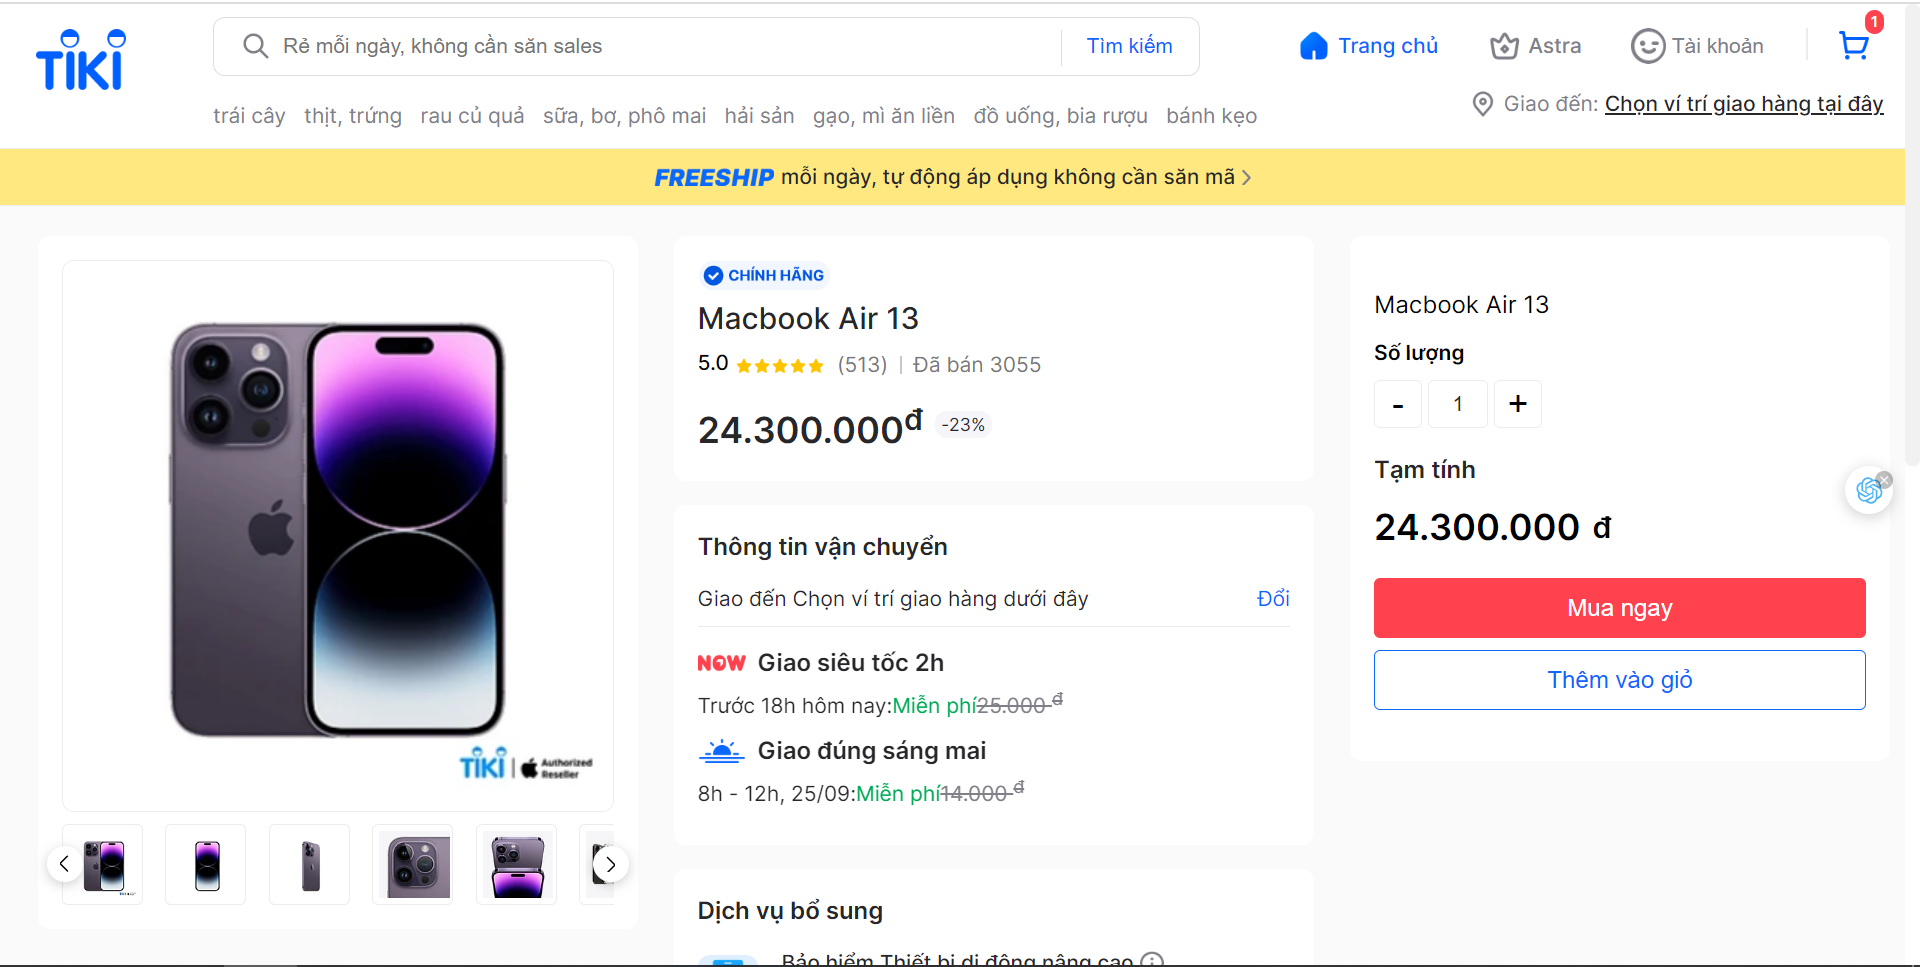 TIKI
Rẻ mỗi ngày, không cần săn sales
Tìm kiếm
Trang chủ
Astra
Tài khoản
1
trái cây thịt, trứng rau củ quả sữa, bơ, phô mai hải sản gạo, mì ăn liền đồ uống, bia rượu bánh kẹo
Giao đến: Chọn ví trí giao hàng tại đây
FREESHIP mỗi ngày, tự động áp dụng không cần săn mã
TIKI Authorized
Reseller
CHÍNH HÃNG
Macbook Air 13
5.0 (513) Đã bán 3055
24.300.000đ -23%
Thông tin vận chuyển
Giao đến Chọn ví trí giao hàng dưới đây Đổi
NOW Giao siêu tốc 2h
Trước 18h hôm nay:Miễn phí25.000 đ
Giao đúng sáng mai
8h - 12h, 25/09:Miễn phí14.000 đ
Dịch vụ bổ sung
Bảo hiểm Thiết bị di động nâng cao
Macbook Air 13
Số lượng
- 1 +
Tạm tính
24.300.000 đ
Mua ngay
Thêm vào giỏ